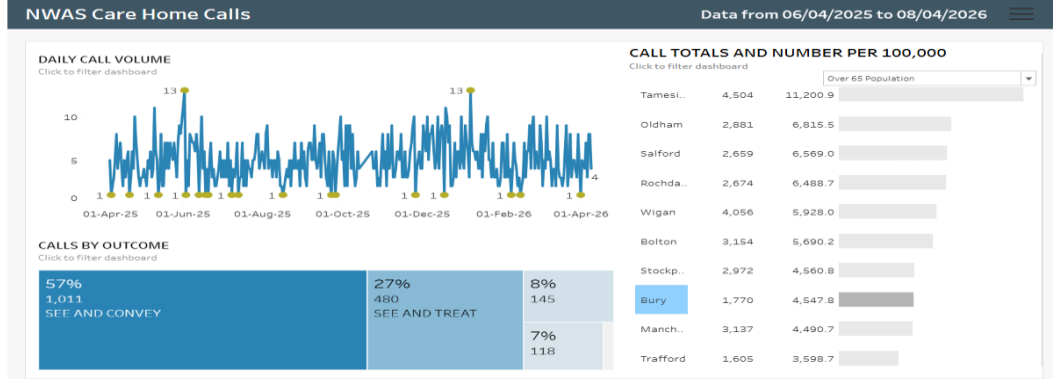 NWAS Care Home Calls
Data from 06/04/2025 to 08/04/2026
DAILY CALL VOLUME
Click to filter dashboard
13
13
10
5
0
1
1
1
1
1
1
1
1
4
01-Apr-25 01-Jun-25 01-Aug-25 01-Oct-25 01-Dec-25 01-Feb-26 01-Apr-26
CALLS BY OUTCOME
Click to filter dashboard
57%
1,011
SEE AND CONVEY
27%
480
SEE AND TREAT
8%
145
7%
118
CALL TOTALS AND NUMBER PER 100,000
Click to filter dashboard
Over 65 Population
Tamesi.. 4,504 11,200.9
Oldham 2,881 6,815.5
Salford 2,659 6,569.0
Rochda.. 2,674 6,488.7
Wigan 4,056 5,928.0
Bolton 3,154 5,690.2
Stockp.. 2,972 4,560.8
Bury 1,770 4,547.8
Manch.. 3,137 4,490.7
Trafford 1,605 3,598.7